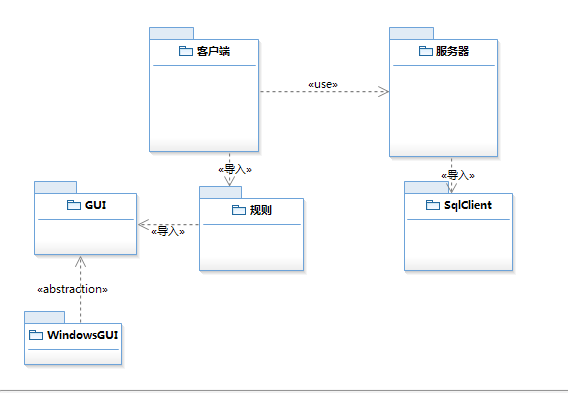 客户端
服务器
«use»
«导入»
«导入»
GUI
规则
SqlClient
«导入»
«abstraction»
WindowsGUI